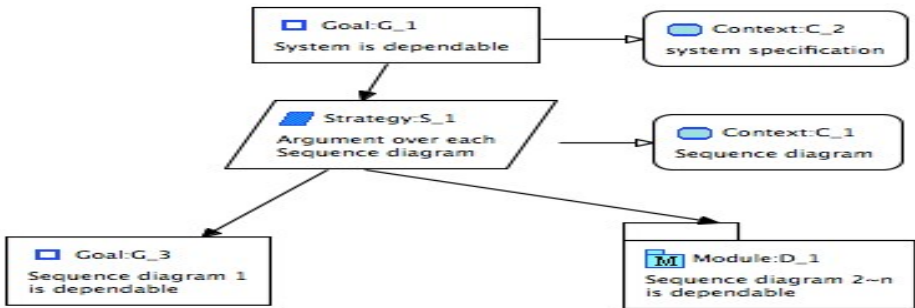 Goal:G_1
System is dependable
Context:C_2
system specification
Strategy:S_1
Argument over each
Sequence diagram
Context:C_1
Sequence diagram
Goal:G_3
Sequence diagram 1
is dependable
M
Module:D_1
Sequence diagram 2~n
is dependable